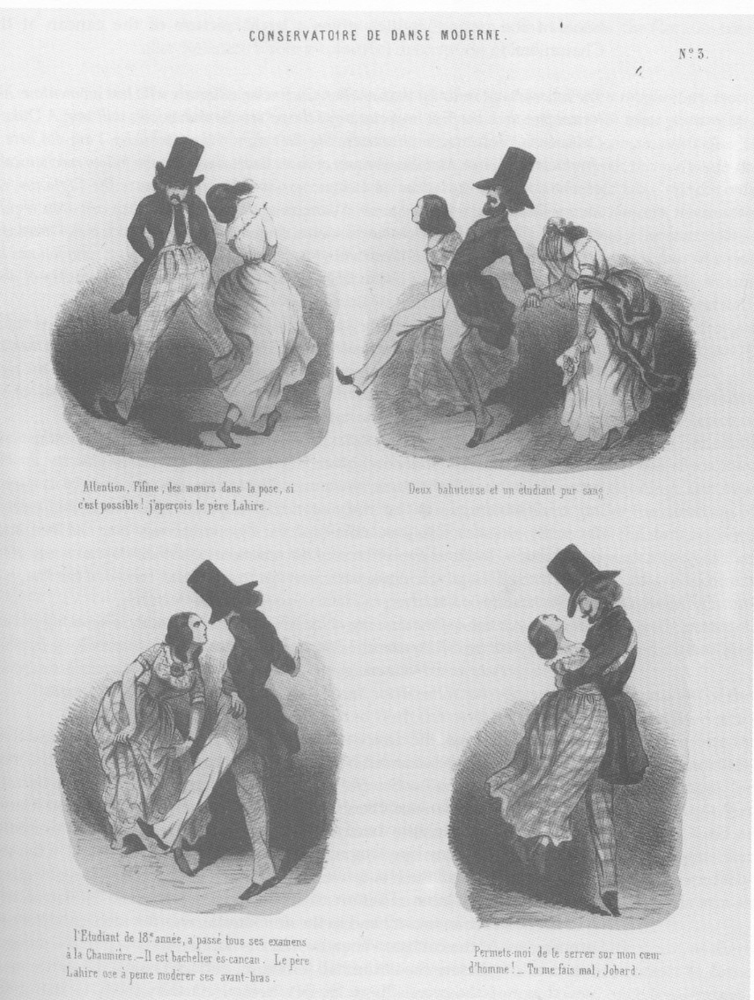 CONSERVATOIRE DE DANSE MODERNE.
Nº 3.
Attention, Fifine, des mœurs dans la pose, si
c'est possible! j'aperçois le père Lahire.
Deux bahuteuse et un étudiant pur sang
l'Etudiant de 18e année, a passé tous ses examens
à la Chaumière.—Il est bachelier ès-cancan. Le père
Lahire ose à peine modérer ses avant-bras.
Permets-moi de te serrer sur mon cœur
d'homme!_ Tu me fais mal, Jobard.